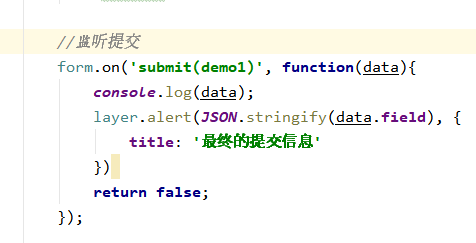 //监听提交
form.on('submit(demo1)', function(data){
console.log(data);
layer.alert(JSON.stringify(data.field), {
title: '最终的提交信息'
})
return false;
});